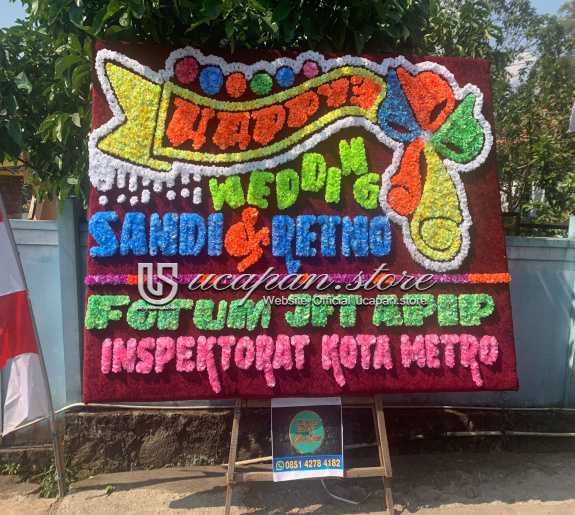 HAPPY
WEDDING
SANDI & RETNO
ucapan.store
Website Official ucapan.store
FORUM JFT APIP
INSPEKTORAT KOTA METRO
0851 4278 4182